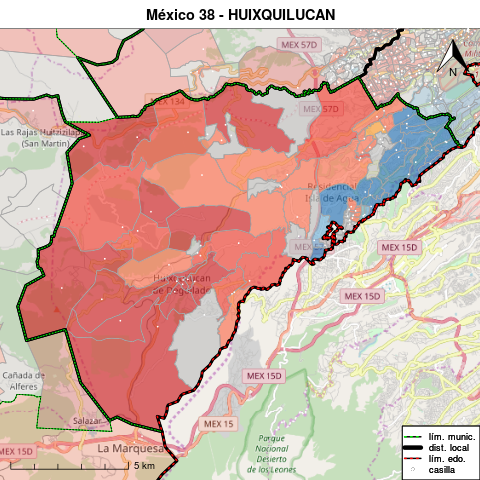 México 38 - HUIXQUILUCAN
MEX 57D
N
MEX 134
MEX 57D
Las Rajas Huitzizilapan
(San Martin)
Residencial
Isla de Agua
MEX
MEX 15D
Huixquilucan
de Degollado
MEX 15D
Cañada de
Alferes
MEX 15D
Salazar
MEX 15
La Marquesa
MEX 15D
Parque
Nacional
Desierto
de los Leones
5 km
lím. munic.
dist. local
lím. edo.
casilla